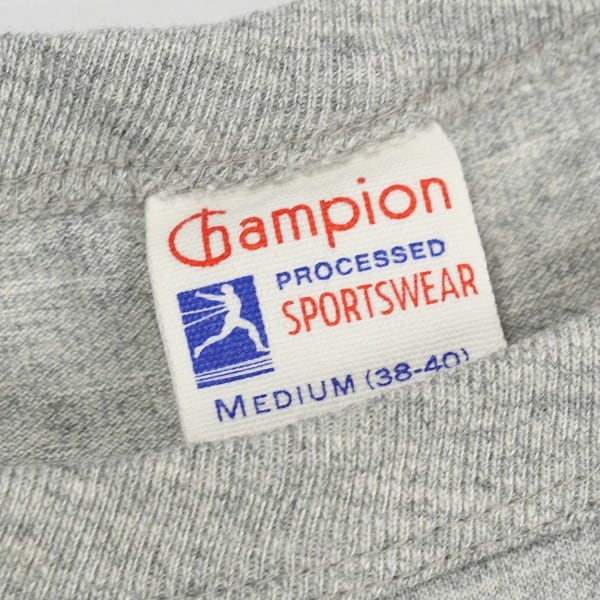 Champion
PROCESSED
SPORTSWEAR
MEDIUM (38-40)